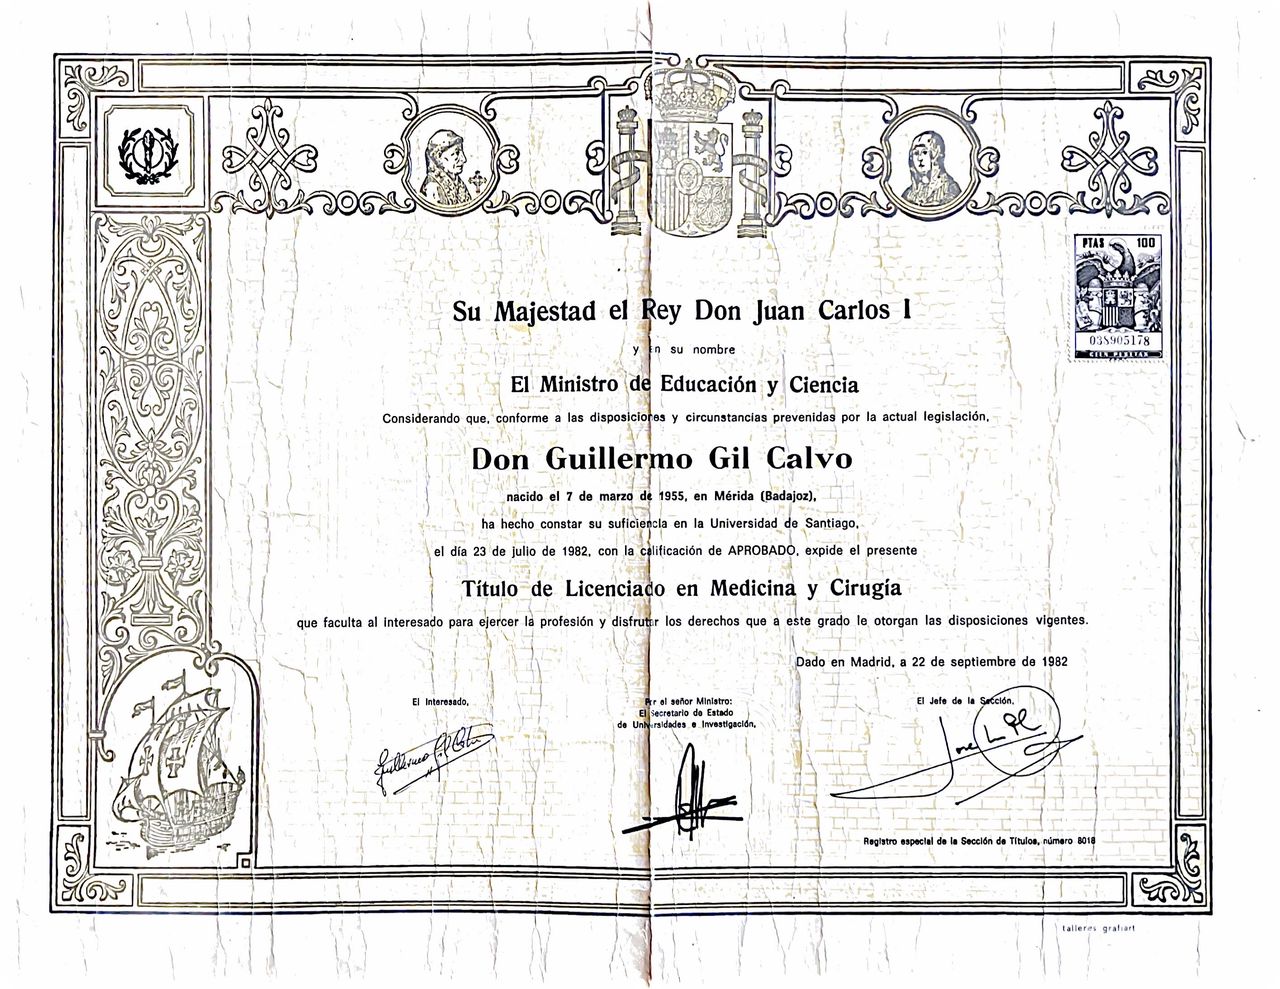 PTAS 100
038905178
CIEN PESETAS
Su Majestad el Rey Don Juan Carlos I
y en su nombre
El Ministro de Educación y Ciencia
Considerando que, conforme a las disposiciones y circunstancias prevenidas por la actual legislación,
Don Guillermo Gil Calvo
nacido el 7 de marzo de 1955, en Mérida (Badajoz),
ha hecho constar su suficiencia en la Universidad de Santiago,
el día 23 de julio de 1982, con la calificación de APROBADO, expide el presente
Título de Licenciado en Medicina y Cirugía
que faculta al interesado para ejercer la profesión y disfrutar los derechos que a este grado le otorgan las disposiciones vigentes.
Dado en Madrid, a 22 de septiembre de 1982
El Interesado,
Por el señor Ministro:
El Secretario de Estado
de Universidades e Investigación,
El Jefe de la Sección,
Guillermo Gil Calvo
Registro especial de la Sección de Títulos, número 8018
talleres grafiart